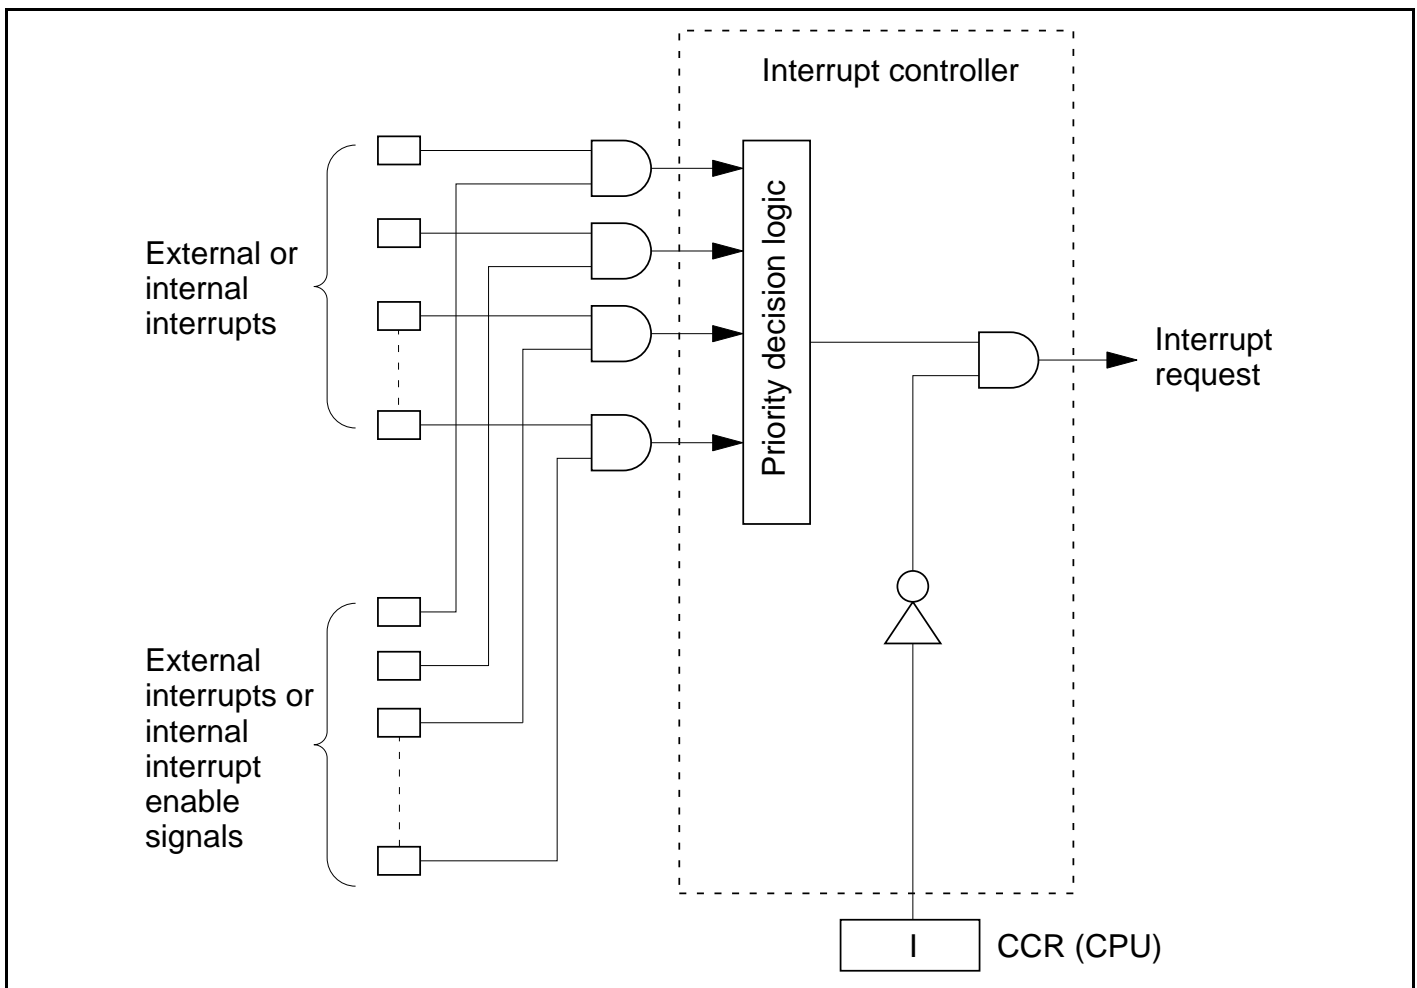 Interrupt controller
External or
internal
interrupts
Priority decision logic
Interrupt
request
External
interrupts or
internal
interrupt
enable
signals
I
CCR (CPU)